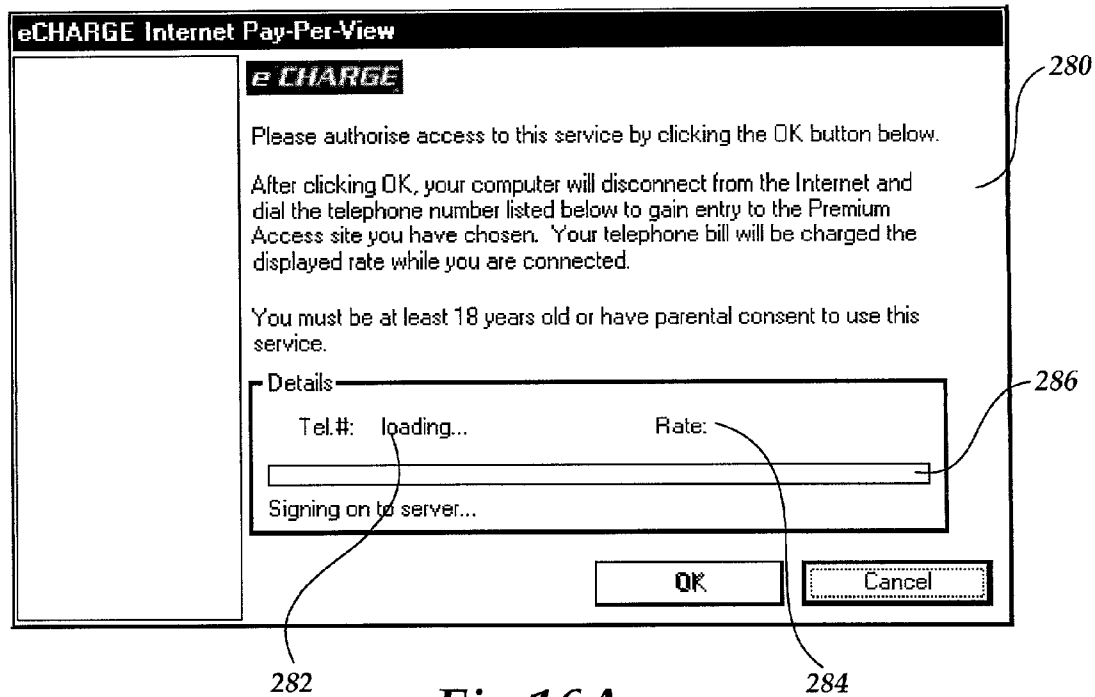 eCHARGE Internet Pay-Per-View
e CHARGE
280
Please authorise access to this service by clicking the OK button below.
After clicking OK, your computer will disconnect from the Internet and
dial the telephone number listed below to gain entry to the Premium
Access site you have chosen. Your telephone bill will be charged the
displayed rate while you are connected.
You must be at least 18 years old or have parental consent to use this
service.
Details
286
Tel.#: loading... Rate:
Signing on to server...
OK Cancel
282 284
Fig. 16A